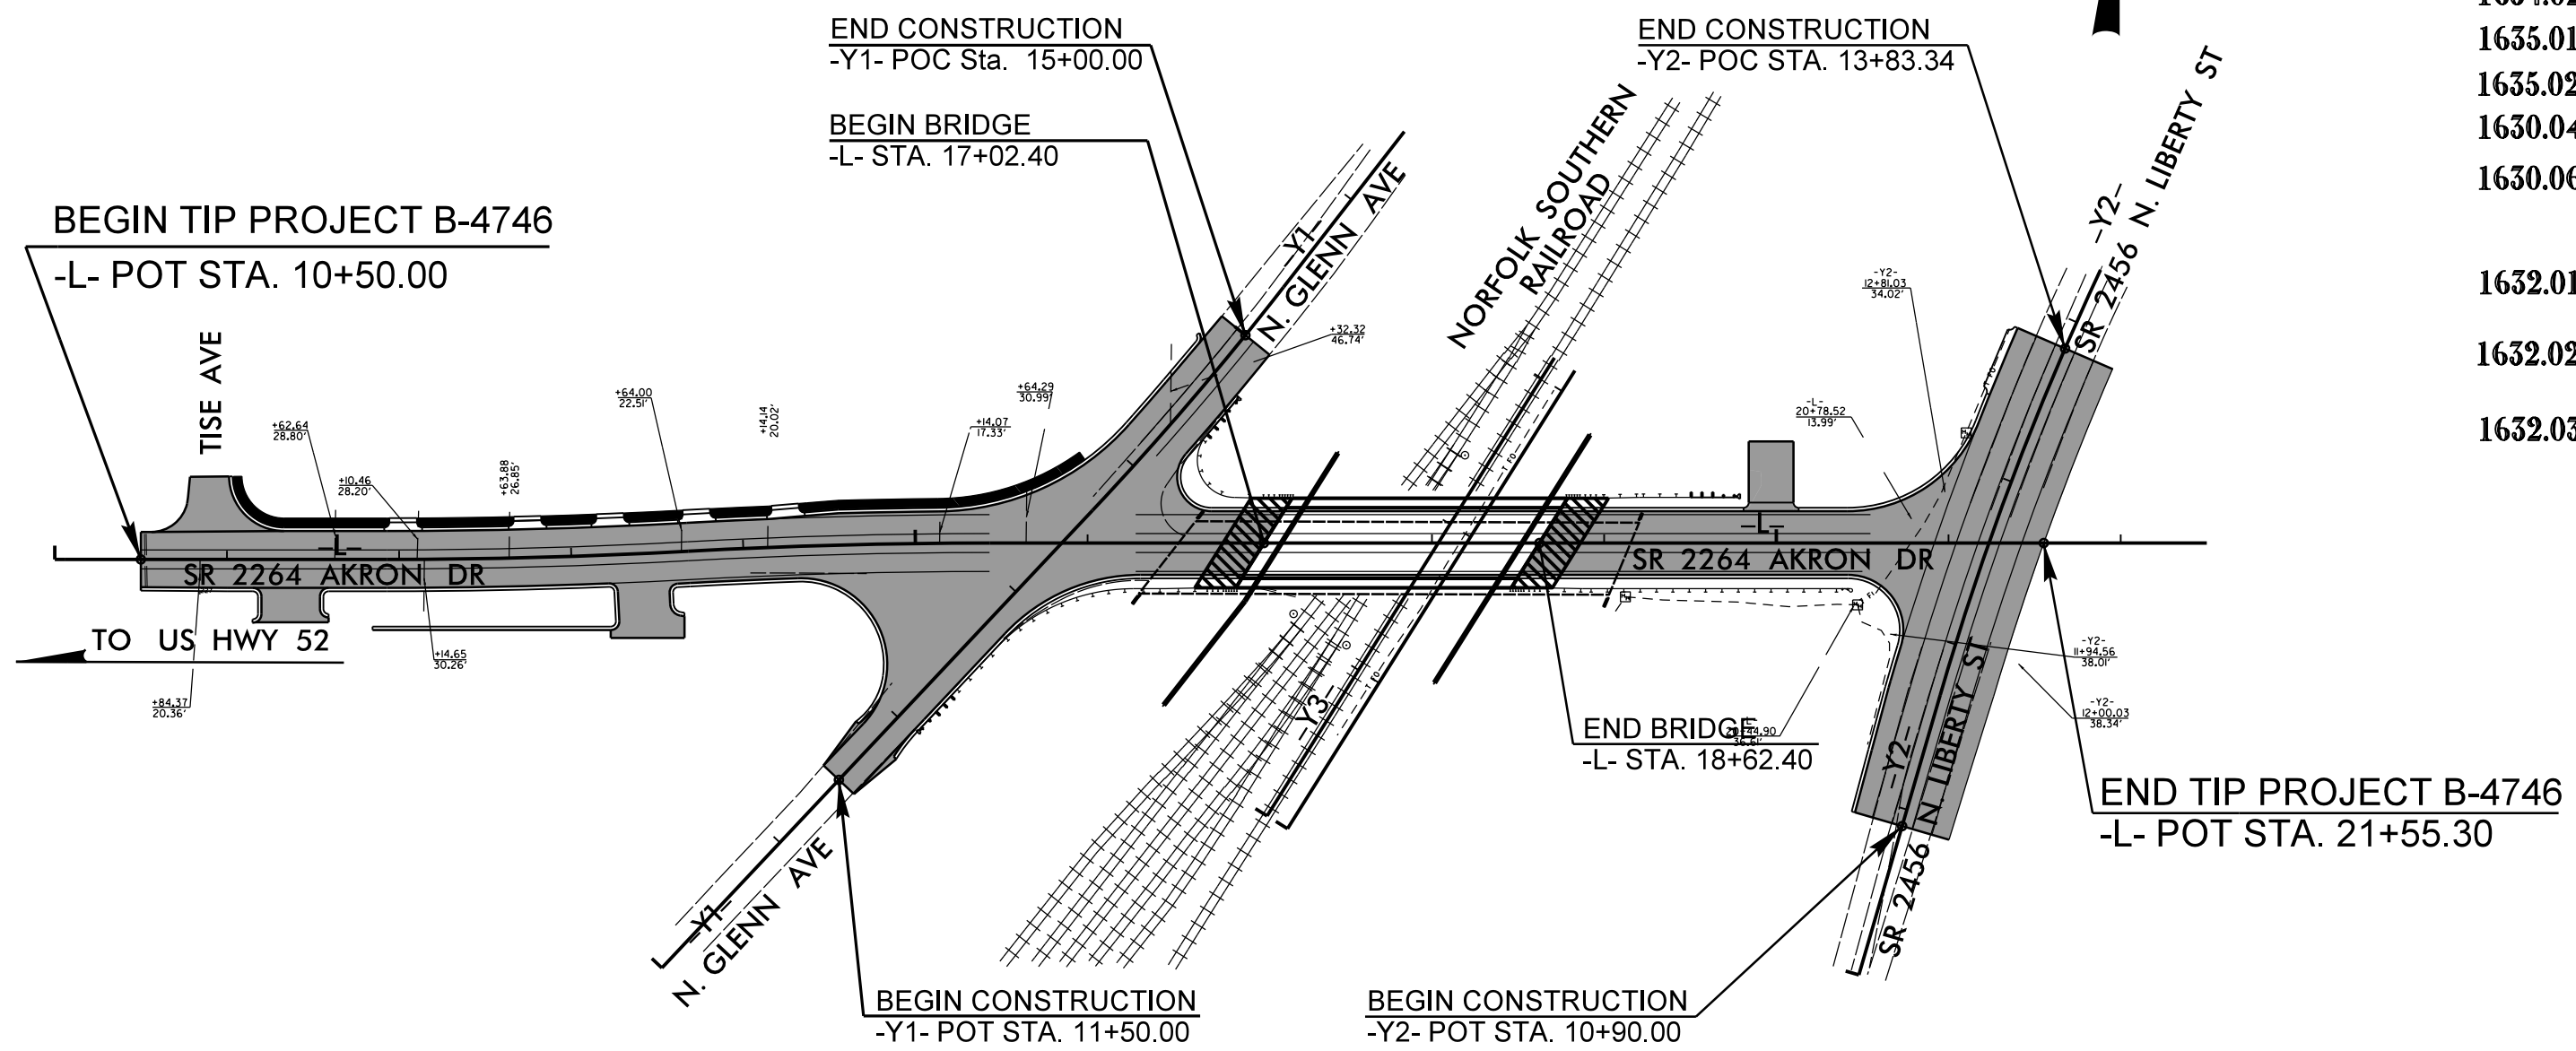 END CONSTRUCTION
-Y1- POC Sta. 15+00.00
END CONSTRUCTION
-Y2- POC STA. 13+83.34
1635.01
1635.02
1630.04
1630.06
1632.01
1632.02
1632.03
BEGIN BRIDGE
-L- STA. 17+02.40
BEGIN TIP PROJECT B-4746
-L- POT STA. 10+50.00
TISE AVE
-Y1-
N. GLENN AVE
NORFOLK SOUTHERN
RAILROAD
-Y2-
SR 2456 N. LIBERTY ST
-Y2-
12+81.03
34.02'
+32.32
46.74'
+62.64
28.80'
+10.46
28.20'
+63.88
26.85'
+64.00
22.51'
+14.14
20.02'
+14.07
17.33'
+64.29
30.99'
-L-
20+78.52
13.99'
-L-
SR 2264 AKRON DR
-L-
SR 2264 AKRON DR
TO US HWY 52
+14.65
30.26'
+84.37
20.36'
T FO
T FO
-Y3-
END BRIDGE
-L- STA. 18+62.40
36.61'
-Y2-
11+94.56
38.01'
-Y2-
12+00.03
38.34'
-Y2-
SR 2456 N. LIBERTY ST
END TIP PROJECT B-4746
-L- POT STA. 21+55.30
-Y1-
N. GLENN AVE
BEGIN CONSTRUCTION
-Y1- POT STA. 11+50.00
BEGIN CONSTRUCTION
-Y2- POT STA. 10+90.00